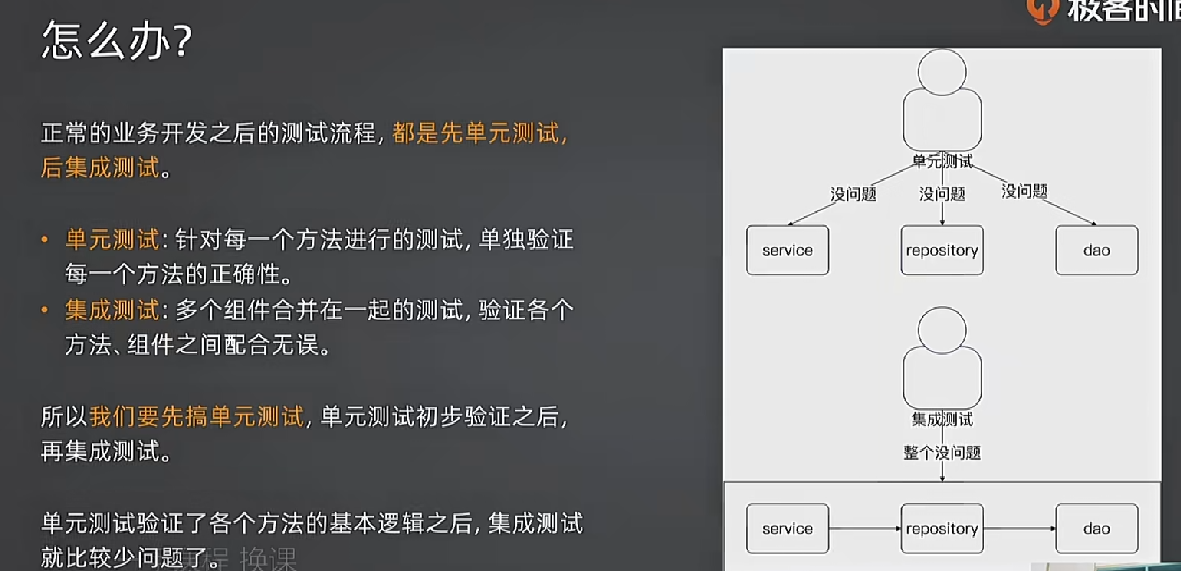 极客时间
怎么办?
正常的业务开发之后的测试流程, 都是先单元测试,
后集成测试。
• 单元测试: 针对每一个方法进行的测试, 单独验证
每一个方法的正确性。
• 集成测试: 多个组件合并在一起的测试, 验证各个
方法、组件之间配合无误。
所以我们要先搞单元测试, 单元测试初步验证之后,
再集成测试。
单元测试验证了各个方法的基本逻辑之后, 集成测试
就比较少问题了。
课程 换课
单元测试
没问题
没问题
没问题
service
repository
dao
集成测试
整个没问题
service
repository
dao